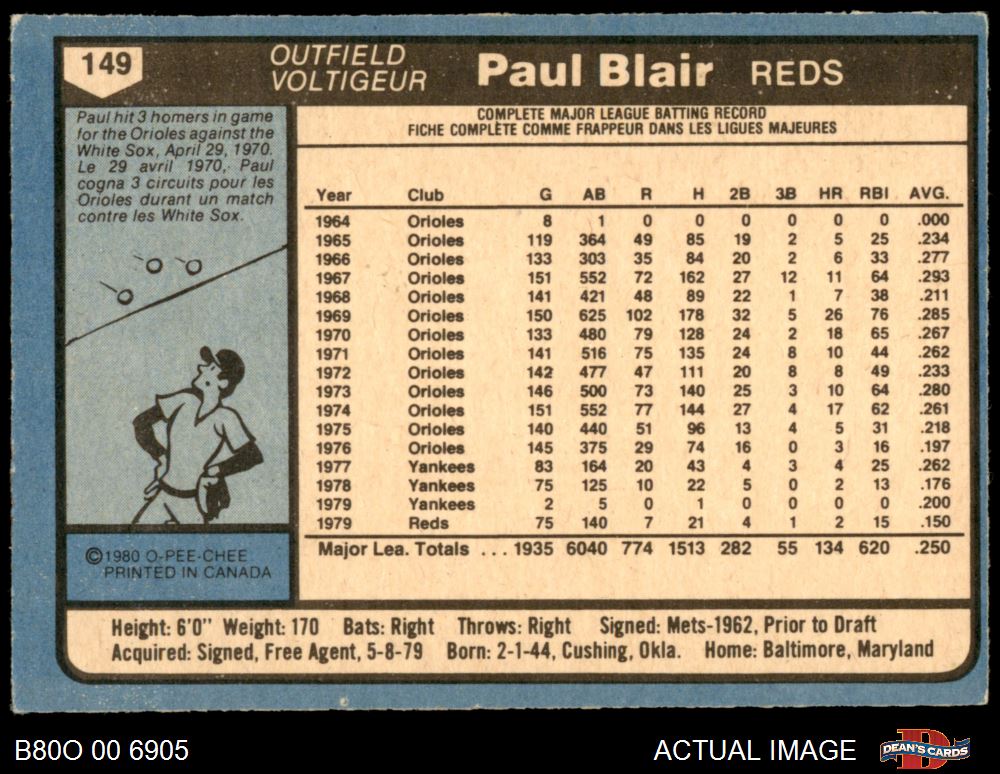 149
OUTFIELD
VOLTIGEUR
Paul Blair REDS
Paul hit 3 homers in game
for the Orioles against the
White Sox, April 29, 1970.
Le 29 avril 1970, Paul
cogna 3 circuits pour les
Orioles durant un match
contre les White Sox.
COMPLETE MAJOR LEAGUE BATTING RECORD
FICHE COMPLÈTE COMME FRAPPEUR DANS LES LIGUES MAJEURES
Year Club G AB R H 2B 3B HR RBI AVG.
1964 Orioles 8 1 0 0 0 0 0 0 .000
1965 Orioles 119 364 49 85 19 2 5 25 .234
1966 Orioles 133 303 35 84 20 2 6 33 .277
1967 Orioles 151 552 72 162 27 12 11 64 .293
1968 Orioles 141 421 48 89 22 1 7 38 .211
1969 Orioles 150 625 102 178 32 5 26 76 .285
1970 Orioles 133 480 79 128 24 2 18 65 .267
1971 Orioles 141 516 75 135 24 8 10 44 .262
1972 Orioles 142 477 47 111 20 8 8 49 .233
1973 Orioles 146 500 73 140 25 3 10 64 .280
1974 Orioles 151 552 77 144 27 4 17 62 .261
1975 Orioles 140 440 51 96 13 4 5 31 .218
1976 Orioles 145 375 29 74 16 0 3 16 .197
1977 Yankees 83 164 20 43 4 3 4 25 .262
1978 Yankees 75 125 10 22 5 0 2 13 .176
1979 Yankees 2 5 0 1 0 0 0 0 .200
1979 Reds 75 140 7 21 4 1 2 15 .150
Major Lea. Totals ... 1935 6040 774 1513 282 55 134 620 .250
©1980 O-PEE-CHEE
PRINTED IN CANADA
Height: 6'0" Weight: 170 Bats: Right Throws: Right Signed: Mets-1962, Prior to Draft
Acquired: Signed, Free Agent, 5-8-79 Born: 2-1-44, Cushing, Okla. Home: Baltimore, Maryland
B80O 00 6905
ACTUAL IMAGE
DEAN'S CARDS